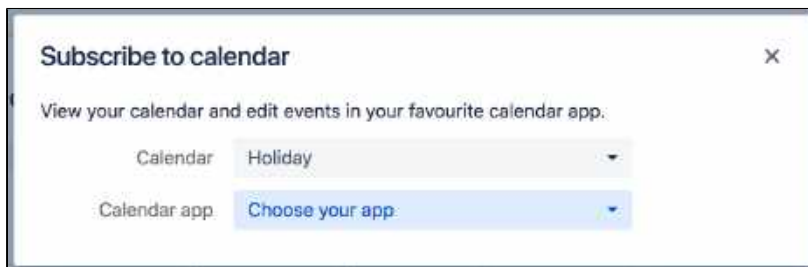 Subscribe to calendar
View your calendar and edit events in your favourite calendar app.
Calendar Holiday
Calendar app Choose your app